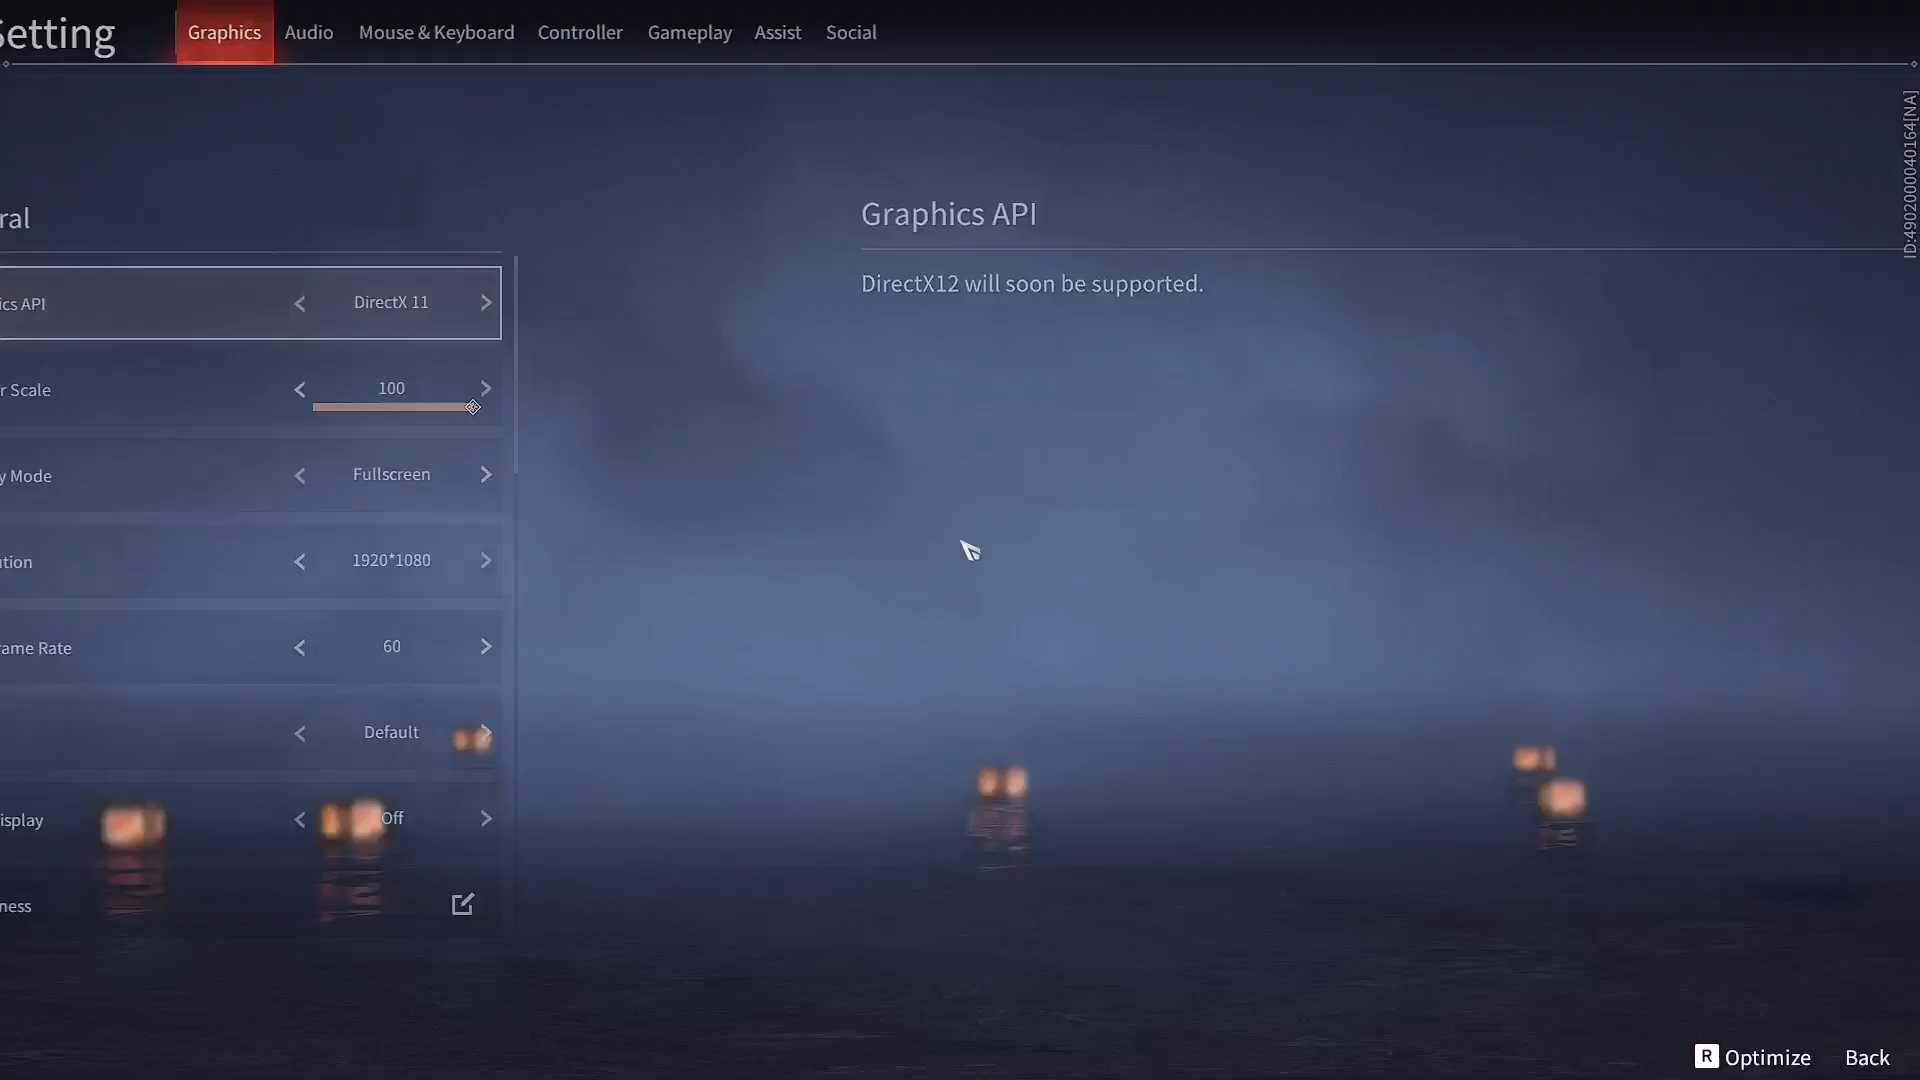 Setting
Graphics Audio Mouse & Keyboard Controller Gameplay Assist Social
ID:4902000040164[NA]
ral
ics API DirectX 11
r Scale 100
y Mode Fullscreen
ution 1920*1080
ame Rate 60
Default
isplay Off
ness
Graphics API
DirectX12 will soon be supported.
R Optimize Back